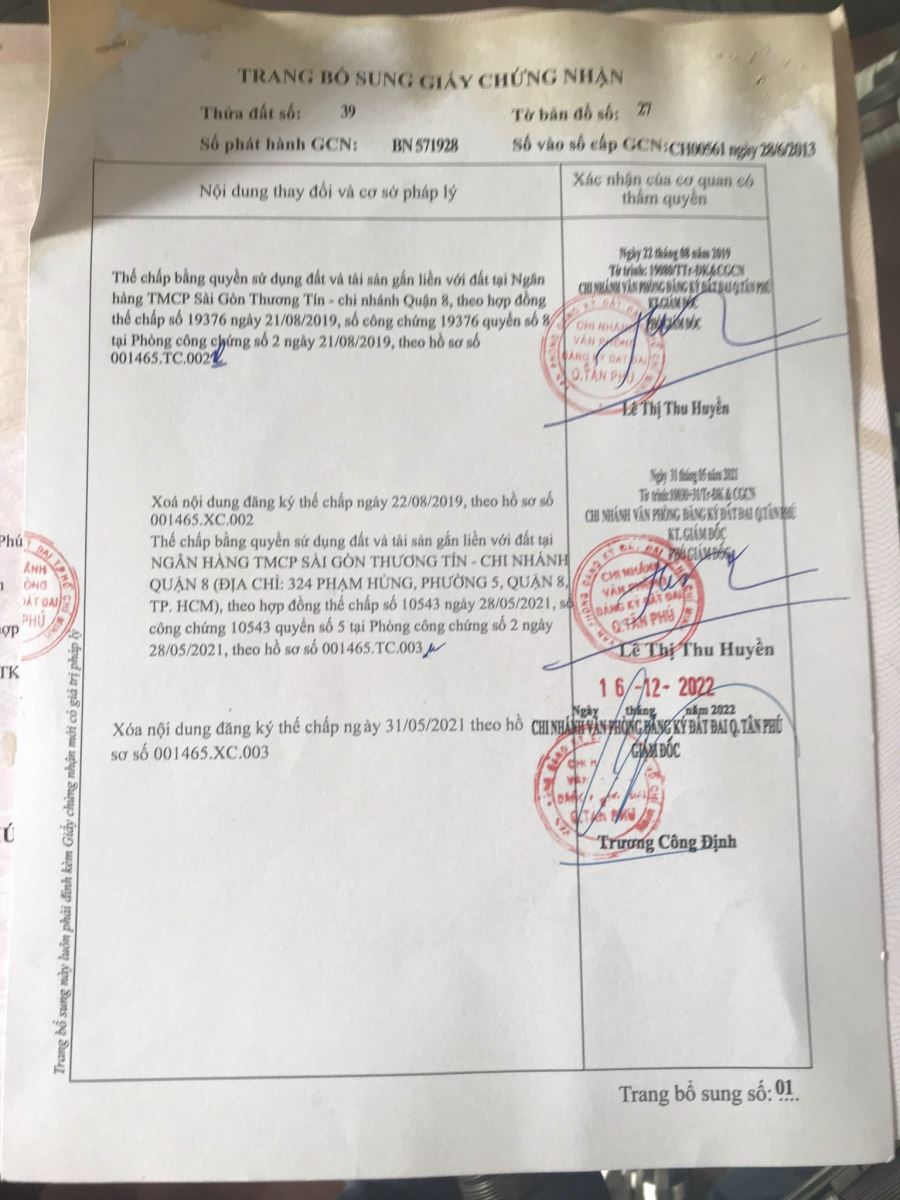 TRANG BỔ SUNG GIẤY CHỨNG NHẬN
Thửa đất số: 39 Tờ bản đồ số: 27
Số phát hành GCN: BN 571928 Số vào sổ cấp GCN: CH00561 ngày 28/6/2013
Nội dung thay đổi và cơ sở pháp lý
Xác nhận của cơ quan có
thẩm quyền
Thế chấp bằng quyền sử dụng đất và tài sản gắn liền với đất tại Ngân
hàng TMCP Sài Gòn Thương Tín - chi nhánh Quận 8, theo hợp đồng
thế chấp số 19376 ngày 21/08/2019, số công chứng 19376 quyển số 8
tại Phòng công chứng số 2 ngày 21/08/2019, theo hồ sơ số
001465.TC.002
Ngày 22 tháng 08 năm 2019
Tờ trình: 19080/TTr-ĐK&CGCN
CHI NHÁNH VĂN PHÒNG ĐĂNG KÝ ĐẤT ĐAI Q.TÂN PHÚ
KT.GIÁM ĐỐC
PHÓ GIÁM ĐỐC
CHI NHÁNH
VĂN PHÒNG
ĐĂNG KÝ ĐẤT ĐAI
Q.TÂN PHÚ
Lê Thị Thu Huyền
Xoá nội dung đăng ký thế chấp ngày 22/08/2019, theo hồ sơ số
001465.XC.002
Thế chấp bằng quyền sử dụng đất và tài sản gắn liền với đất tại
NGÂN HÀNG TMCP SÀI GÒN THƯƠNG TÍN - CHI NHÁNH
QUẬN 8 (ĐỊA CHỈ: 324 PHẠM HÙNG, PHƯỜNG 5, QUẬN 8,
TP. HCM), theo hợp đồng thế chấp số 10543 ngày 28/05/2021, số
công chứng 10543 quyển số 5 tại Phòng công chứng số 2 ngày
28/05/2021, theo hồ sơ số 001465.TC.003
Ngày 31 tháng 05 năm 2021
CHI NHÁNH VĂN PHÒNG ĐĂNG KÝ ĐẤT ĐAI Q.TÂN PHÚ
KT. GIÁM ĐỐC
PHÓ GIÁM ĐỐC
CHI NHÁNH
VĂN PHÒNG
ĐĂNG KÝ ĐẤT ĐAI
Q.TÂN PHÚ
Lê Thị Thu Huyền
Xóa nội dung đăng ký thế chấp ngày 31/05/2021 theo hồ
sơ số 001465.XC.003
16-12-2022
Ngày tháng năm 2022
CHI NHÁNH VĂN PHÒNG ĐĂNG KÝ ĐẤT ĐAI Q. TÂN PHÚ
GIÁM ĐỐC
Q.TÂN PHÚ
Trương Công Định
Trang bổ sung này luôn phải đính kèm Giấy chứng nhận mới có giá trị pháp lý
Trang bổ sung số: 01